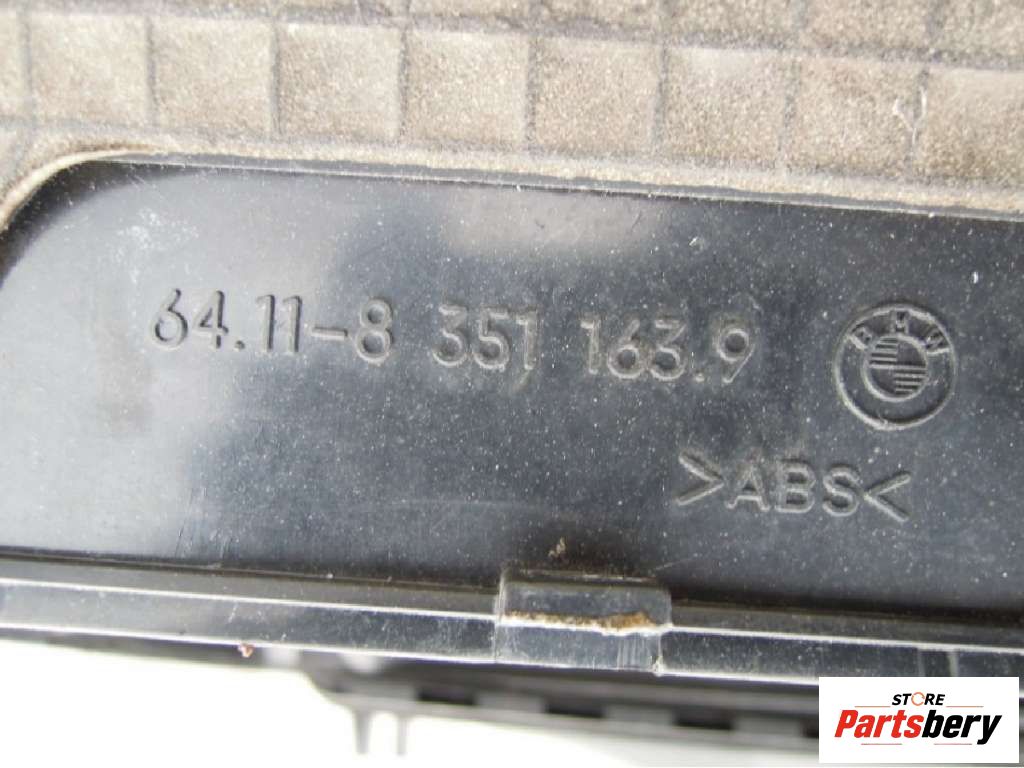 64.11-8 351 163.9
BMW
>ABS<
STORE
Partsbery